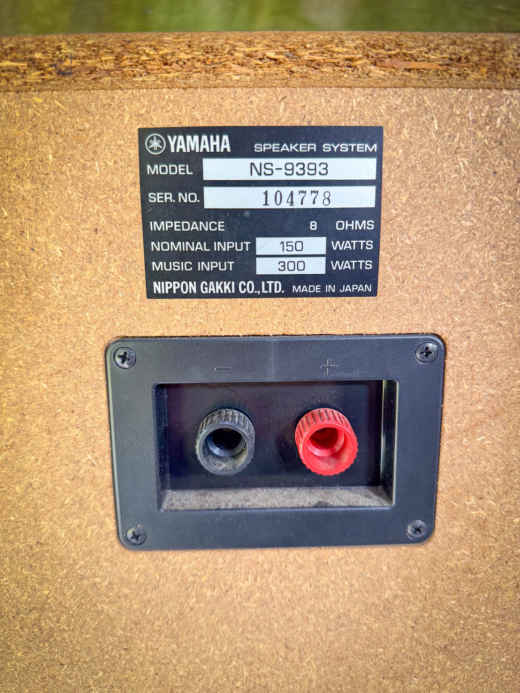 YAMAHA SPEAKER SYSTEM
MODEL NS-9393
SER. NO. 104778
IMPEDANCE 8 OHMS
NOMINAL INPUT 150 WATTS
MUSIC INPUT 300 WATTS
NIPPON GAKKI CO., LTD. MADE IN JAPAN
− +